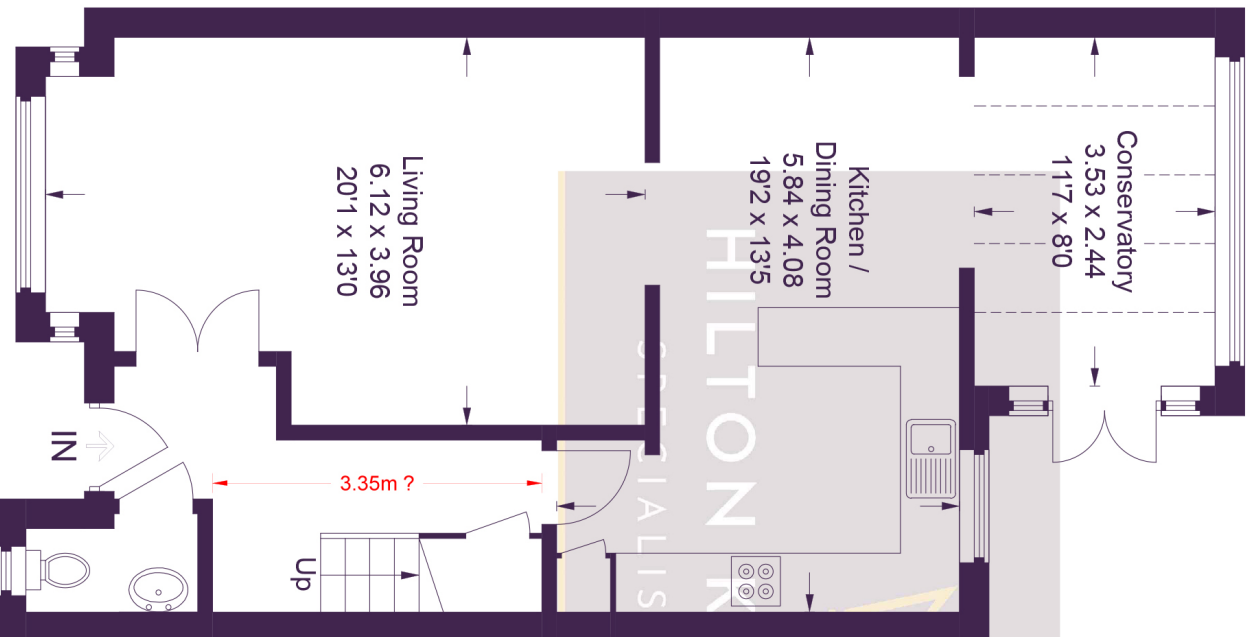 Living Room
6.12 x 3.96
20'1 x 13'0
Kitchen /
Dining Room
5.84 x 4.08
19'2 x 13'5
Conservatory
3.53 x 2.44
11'7 x 8'0
IN
3.35m ?
Up
HILTON K
SPECIALIS